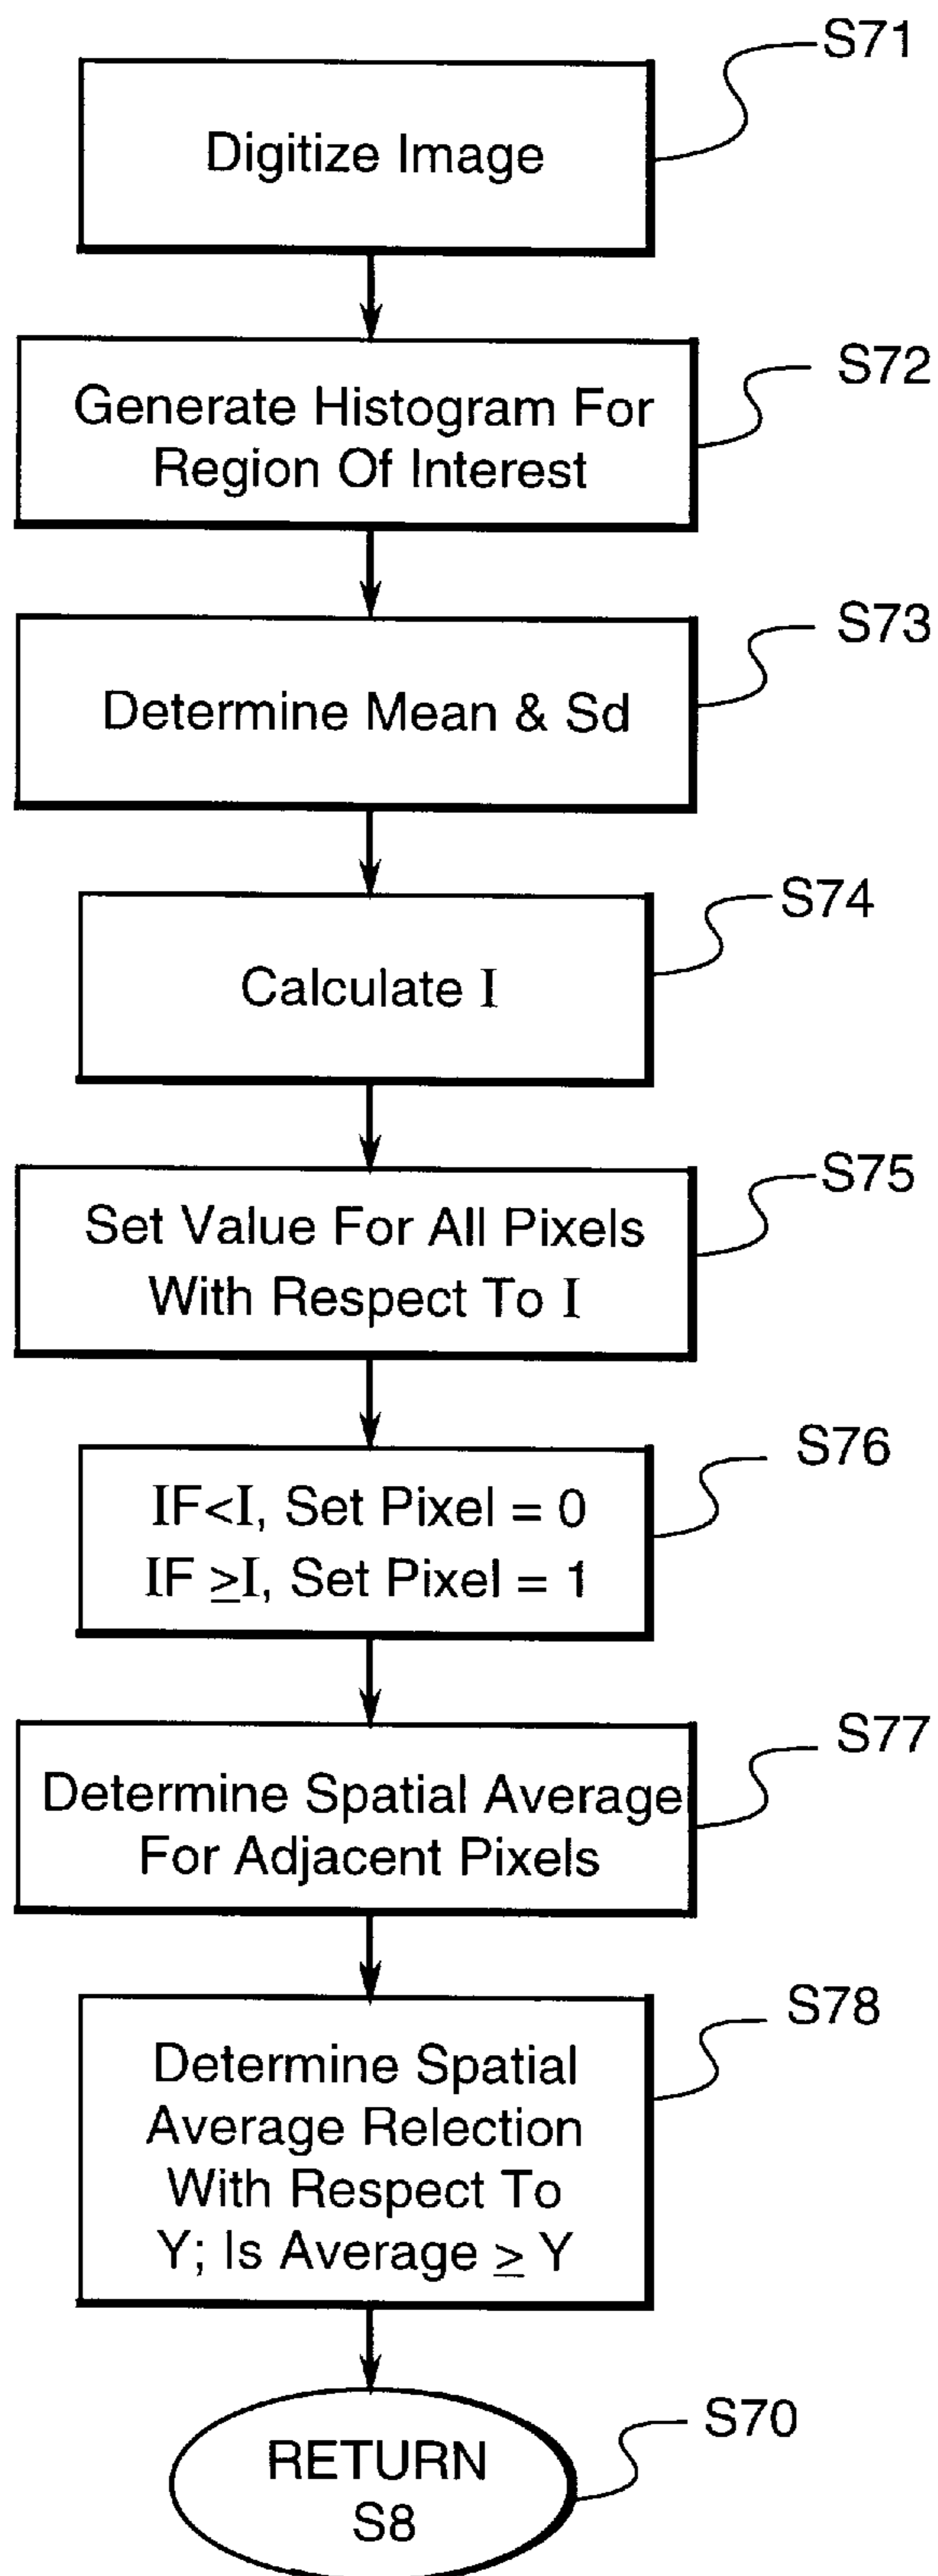 S71
Digitize Image
S72
Generate Histogram For
Region Of Interest
S73
Determine Mean & Sd
S74
Calculate I
S75
Set Value For All Pixels
With Respect To I
S76
IF<I, Set Pixel = 0
IF ≥I, Set Pixel = 1
S77
Determine Spatial Average
For Adjacent Pixels
S78
Determine Spatial
Average Relection
With Respect To
Y; Is Average ≥ Y
S70
RETURN
S8